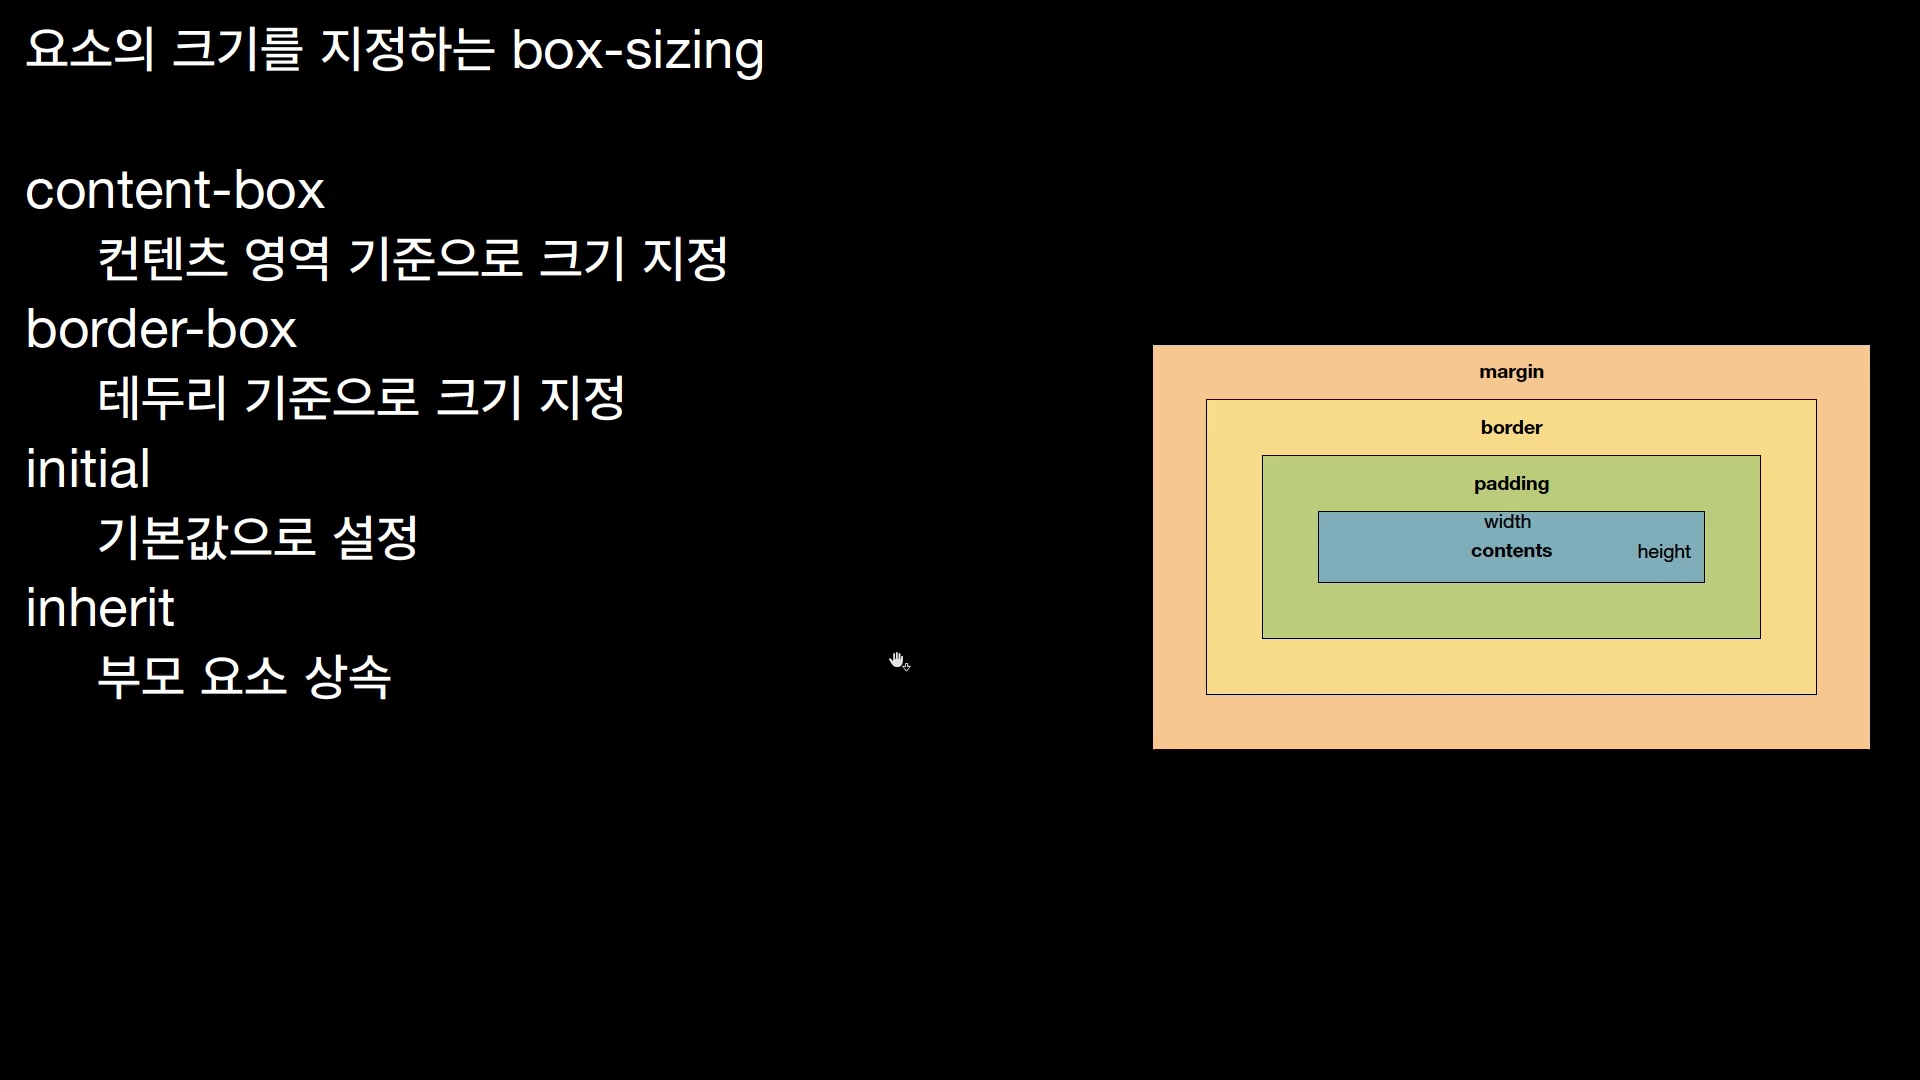 요소의 크기를 지정하는 box-sizing
content-box
컨텐츠 영역 기준으로 크기 지정
border-box
테두리 기준으로 크기 지정
initial
기본값으로 설정
inherit
부모 요소 상속
margin
border
padding
width
contents
height